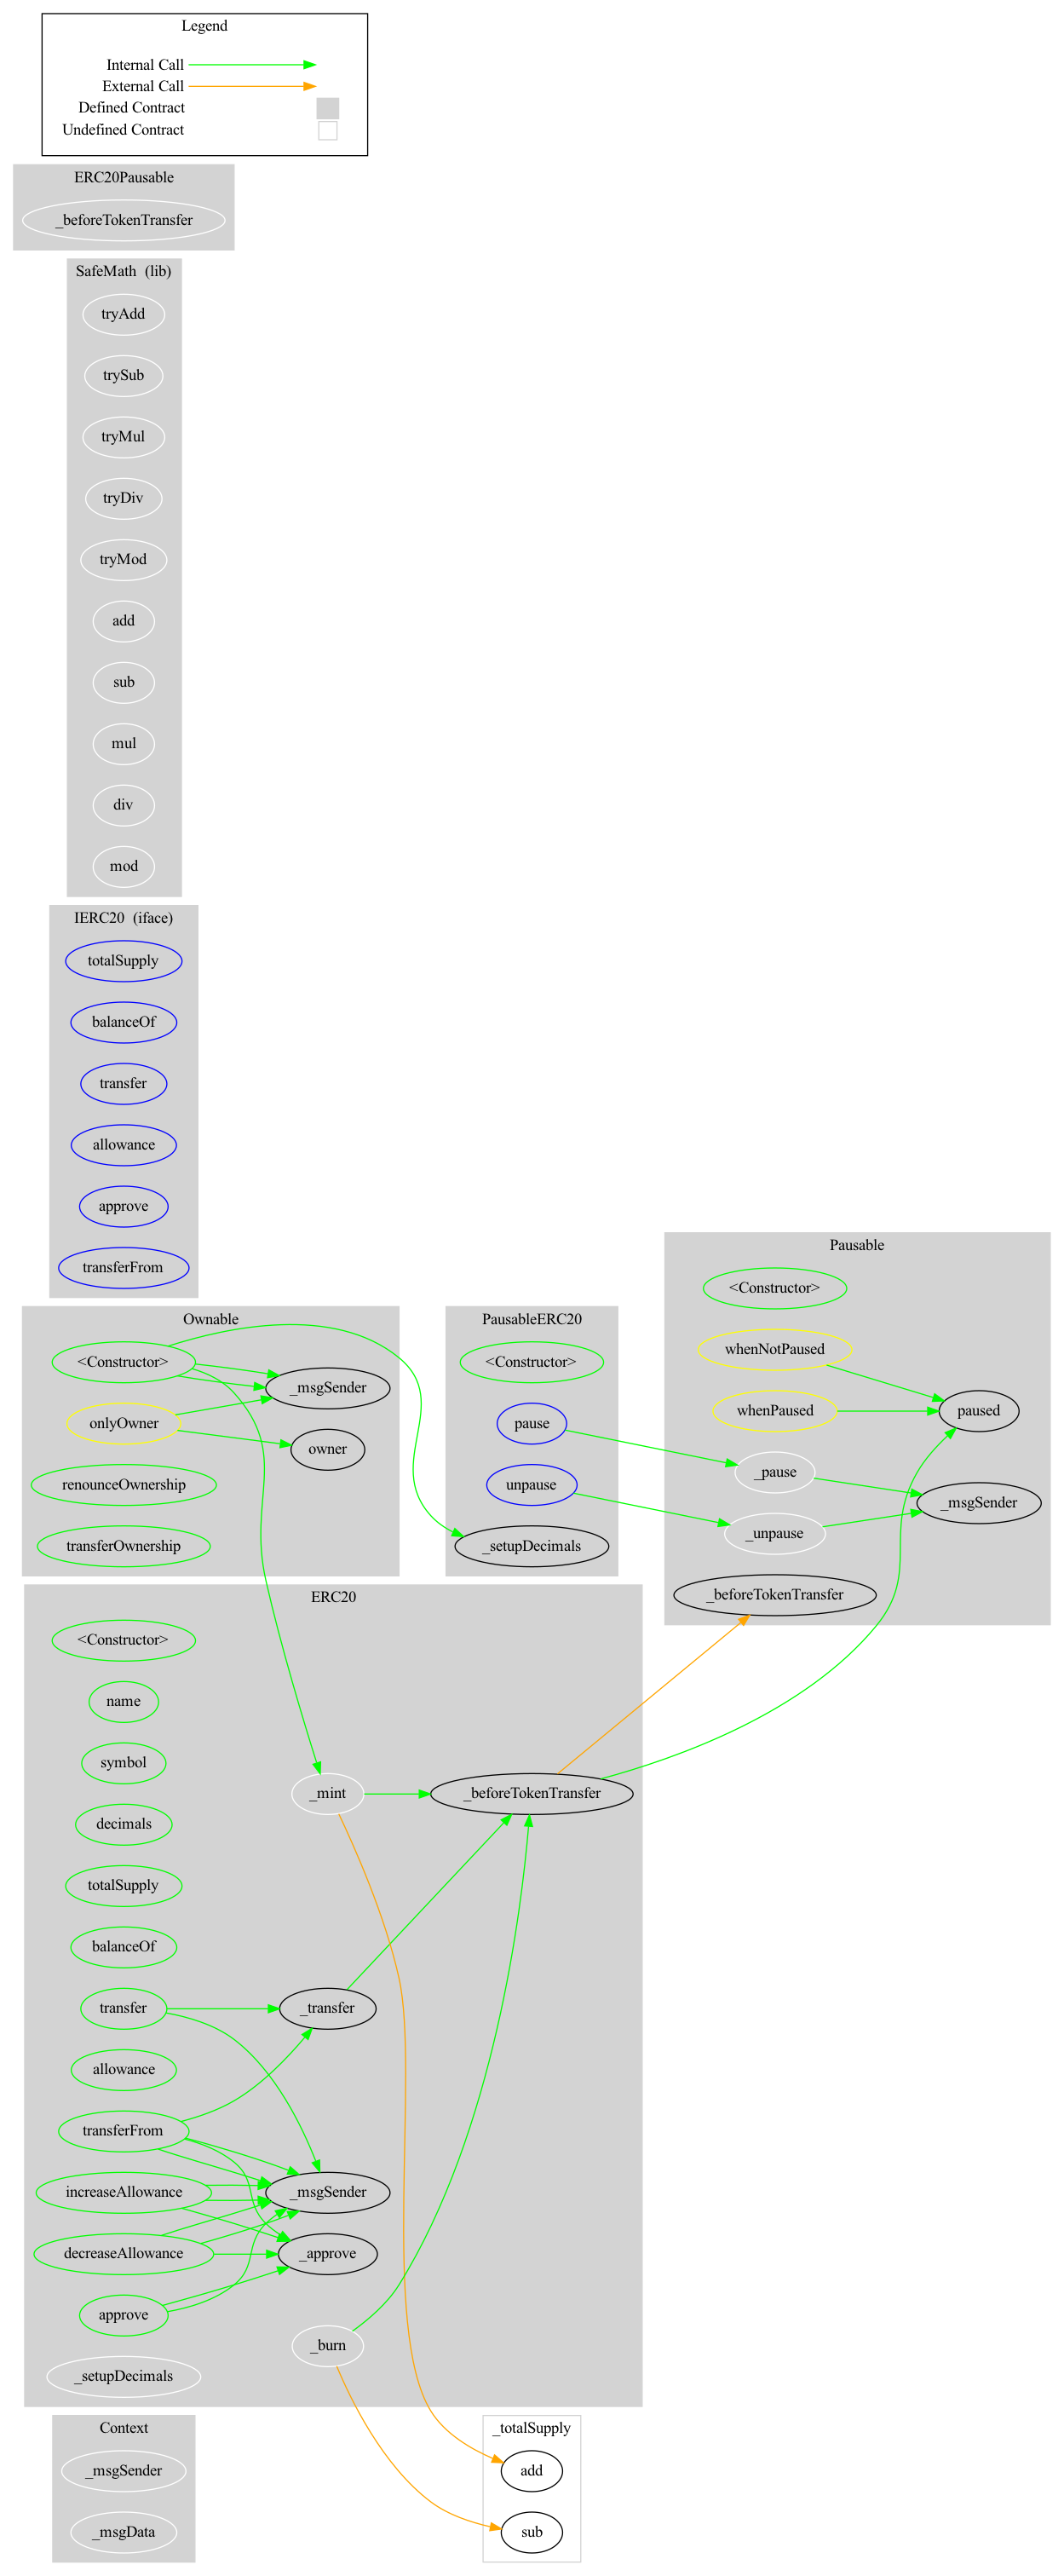 Legend
Internal Call
External Call
Defined Contract
Undefined Contract
ERC20Pausable
_beforeTokenTransfer
SafeMath  (lib)
tryAdd
trySub
tryMul
tryDiv
tryMod
add
sub
mul
div
mod
IERC20  (iface)
totalSupply
balanceOf
transfer
allowance
approve
transferFrom
Ownable
<Constructor>
_msgSender
onlyOwner
owner
renounceOwnership
transferOwnership
PausableERC20
<Constructor>
pause
unpause
_setupDecimals
Pausable
<Constructor>
whenNotPaused
whenPaused
paused
_pause
_msgSender
_unpause
_beforeTokenTransfer
ERC20
<Constructor>
name
symbol
_mint
_beforeTokenTransfer
decimals
totalSupply
balanceOf
transfer
_transfer
allowance
transferFrom
increaseAllowance
_msgSender
decreaseAllowance
_approve
approve
_burn
_setupDecimals
Context
_msgSender
_msgData
_totalSupply
add
sub